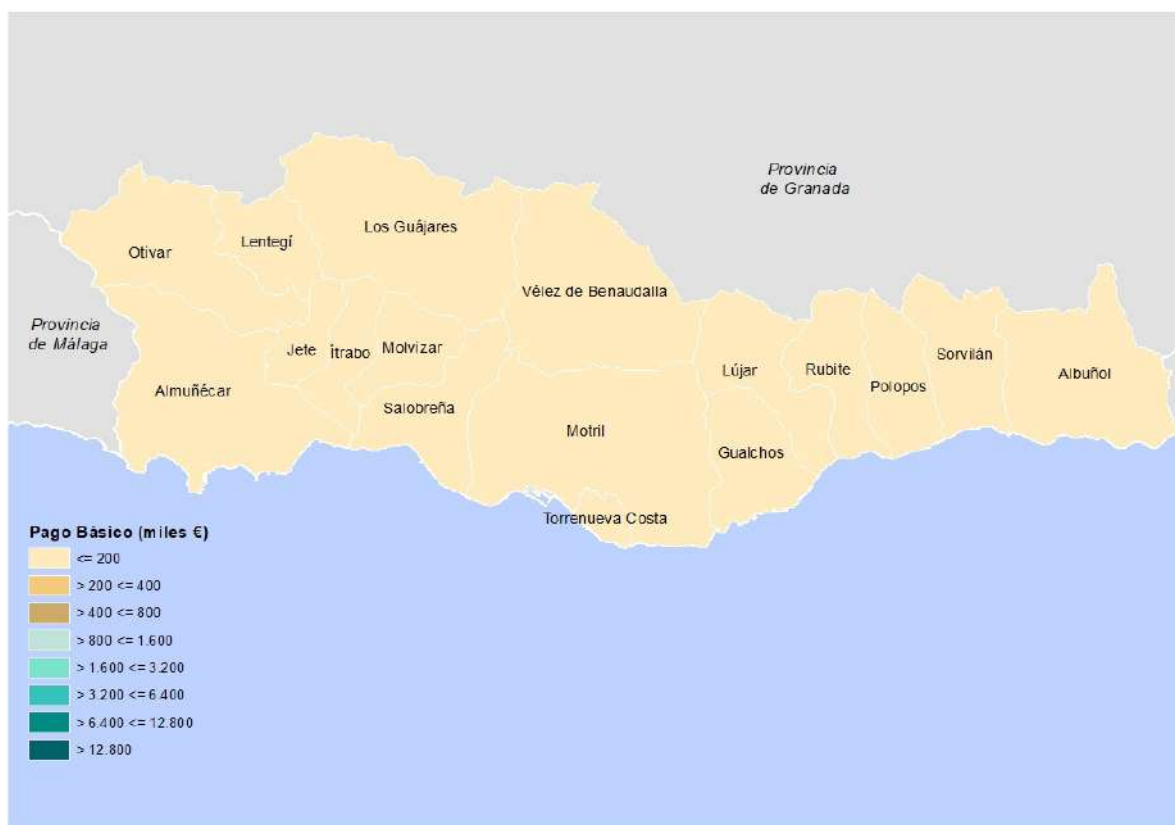 Provincia
de Granada
Los Guájares
Lentegí
Otivar
Vélez de Benaudalla
Provincia
de Málaga
Jete
Ítrabo
Molvizar
Sorvilán
Lújar
Rubite
Albuñol
Almuñécar
Polopos
Salobreña
Motril
Gualchos
Torrenueva Costa
Pago Básico (miles €)
<= 200
> 200 <= 400
> 400 <= 800
> 800 <= 1.600
> 1.600 <= 3.200
> 3.200 <= 6.400
> 6.400 <= 12.800
> 12.800